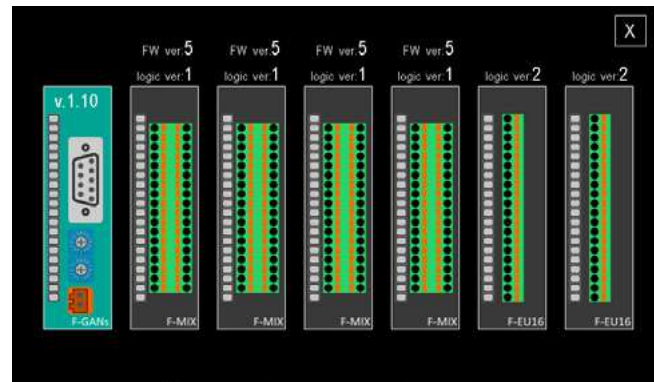 X
FW ver.5 FW ver.5 FW ver.5 FW ver.5
logic ver.1 logic ver.1 logic ver.1 logic ver.1 logic ver.2 logic ver.2
v.1.10
F-GANs F-MIX F-MIX F-MIX F-MIX F-EU16 F-EU16